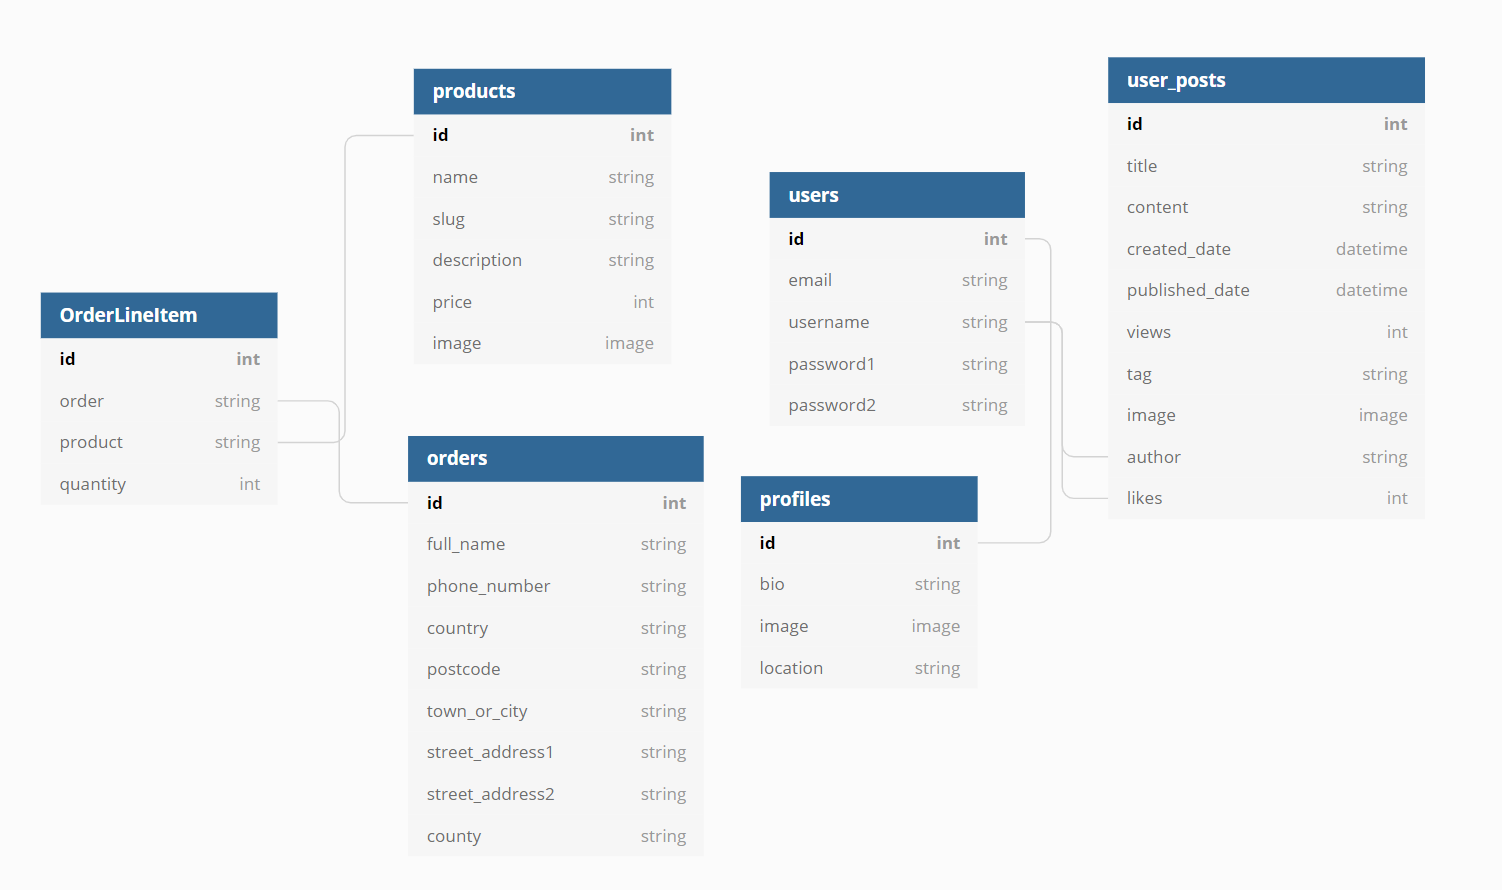 products
id int
name string
slug string
description string
price int
image image
OrderLineItem
id int
order string
product string
quantity int
orders
id int
full_name string
phone_number string
country string
postcode string
town_or_city string
street_address1 string
street_address2 string
county string
users
id int
email string
username string
password1 string
password2 string
profiles
id int
bio string
image image
location string
user_posts
id int
title string
content string
created_date datetime
published_date datetime
views int
tag string
image image
author string
likes int